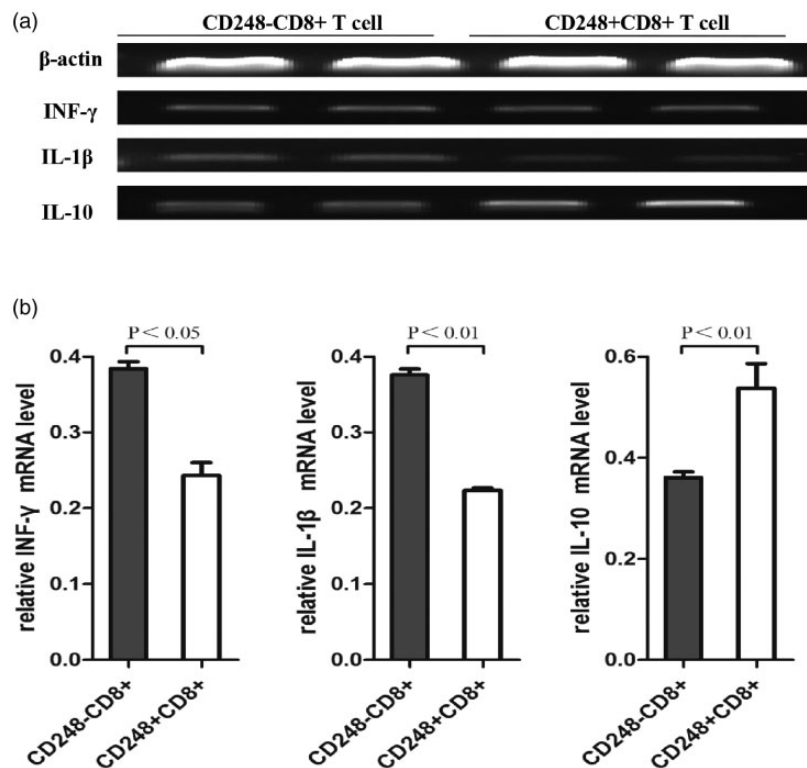 (a)
CD248-CD8+ T cell CD248+CD8+ T cell
β-actin
INF-γ
IL-1β
IL-10
(b)
P < 0.05
relative INF-γ mRNA level
0.4
0.3
0.2
0.1
0.0
CD248-CD8+
CD248+CD8+
P < 0.01
relative IL-1β mRNA level
0.4
0.3
0.2
0.1
0.0
CD248-CD8+
CD248+CD8+
P < 0.01
relative IL-10 mRNA level
0.6
0.4
0.2
0.0
CD248-CD8+
CD248+CD8+